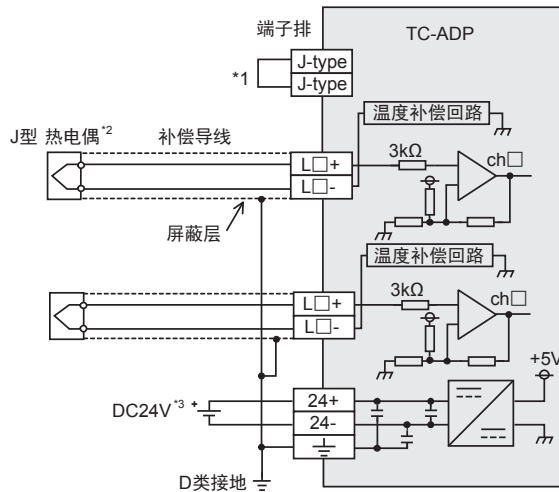 端子排
TC-ADP
J-type
*1
J-type
温度补偿回路
J型 热电偶*2
补偿导线
L□+
3kΩ
ch□
L□-
屏蔽层
温度补偿回路
L□+
3kΩ
ch□
L□-
+5V
24+
DC24V*3 +
24-
D类接地